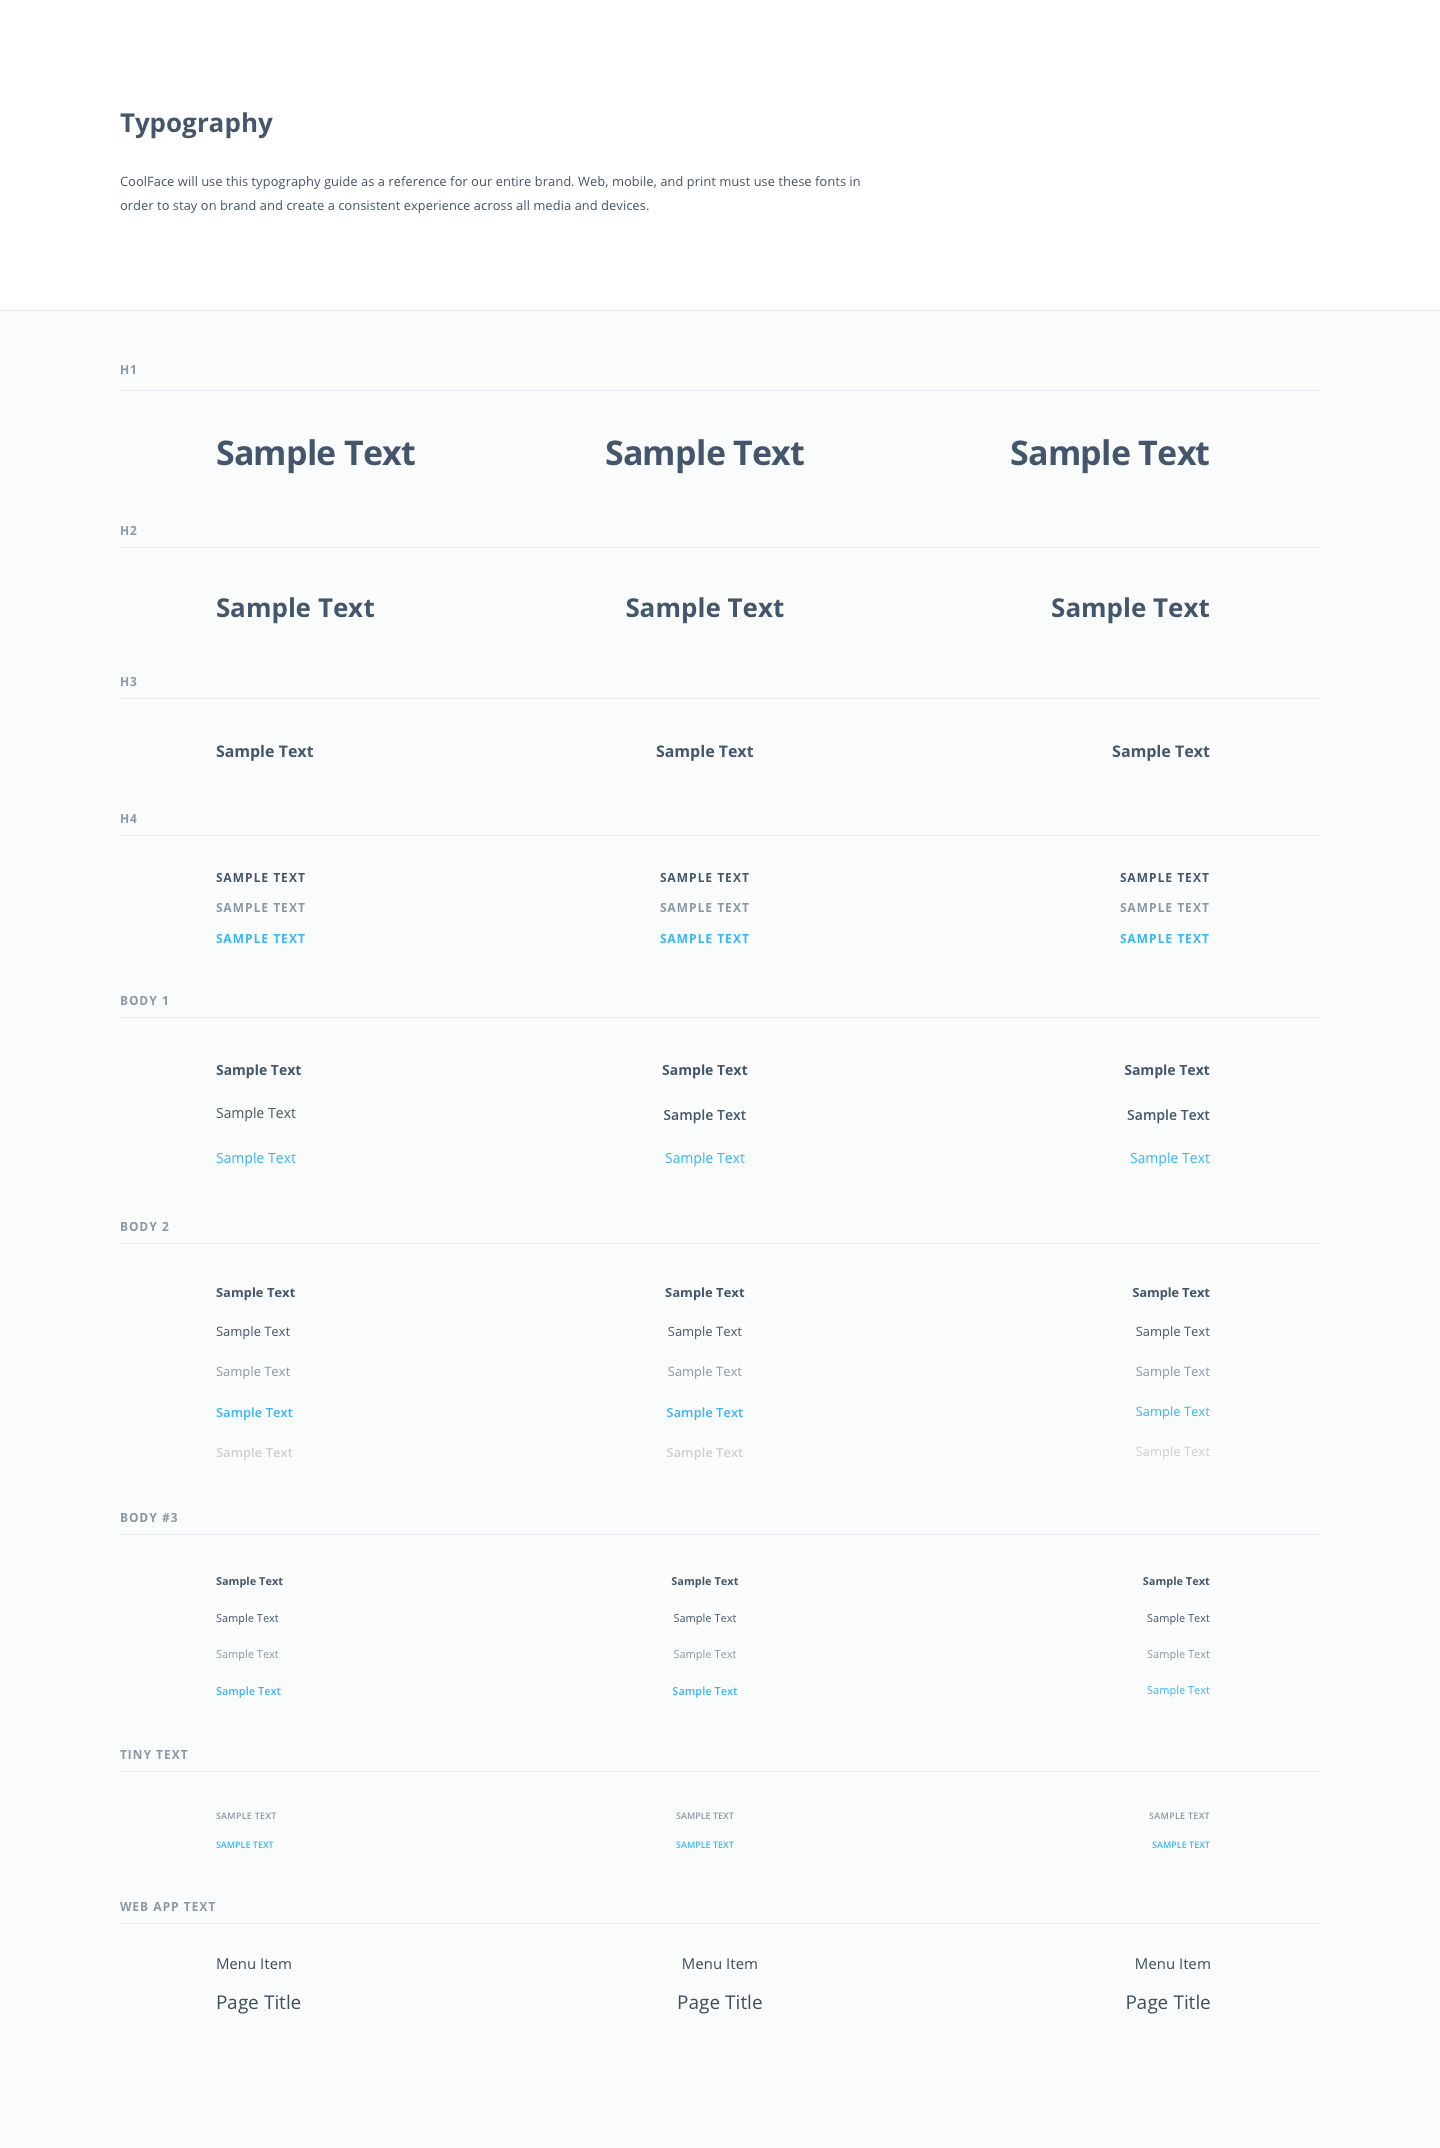 Typography
CoolFace will use this typography guide as a reference for our entire brand. Web, mobile, and print must use these fonts in
order to stay on brand and create a consistent experience across all media and devices.
H1
Sample Text Sample Text Sample Text
H2
Sample Text Sample Text Sample Text
H3
Sample Text Sample Text Sample Text
H4
SAMPLE TEXT SAMPLE TEXT SAMPLE TEXT
SAMPLE TEXT SAMPLE TEXT SAMPLE TEXT
SAMPLE TEXT SAMPLE TEXT SAMPLE TEXT
BODY 1
Sample Text Sample Text Sample Text
Sample Text Sample Text Sample Text
Sample Text Sample Text Sample Text
BODY 2
Sample Text Sample Text Sample Text
Sample Text Sample Text Sample Text
Sample Text Sample Text Sample Text
Sample Text Sample Text Sample Text
Sample Text Sample Text Sample Text
BODY #3
Sample Text Sample Text Sample Text
Sample Text Sample Text Sample Text
Sample Text Sample Text Sample Text
Sample Text Sample Text Sample Text
TINY TEXT
SAMPLE TEXT SAMPLE TEXT SAMPLE TEXT
SAMPLE TEXT SAMPLE TEXT SAMPLE TEXT
WEB APP TEXT
Menu Item Menu Item Menu Item
Page Title Page Title Page Title